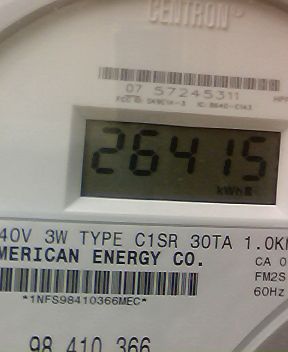 CENTRON
07 57245311
26415
kWh
40V 3W TYPE C1SR 30TA 1.0K
MERICAN ENERGY CO.
CA 0
FM2S
60Hz
*1NFS98410366MEC*
98 410 366